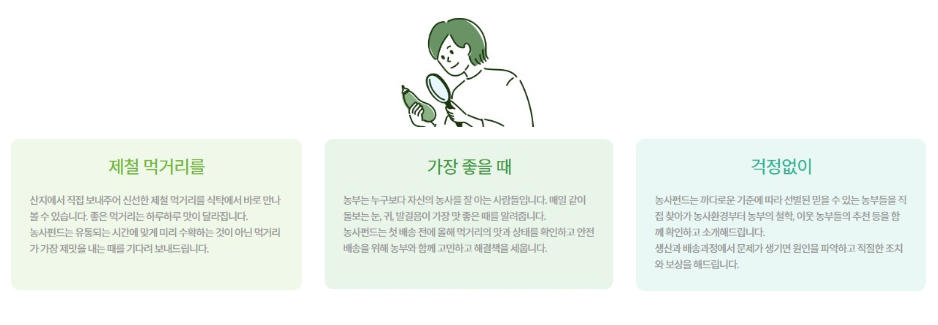 제철 먹거리를
산지에서 직접 보내주어 신선한 제철 먹거리를 식탁에서 바로 만나
볼 수 있습니다. 좋은 먹거리는 하루하루 맛이 달라집니다.
농사펀드는 유통되는 시간에 맞게 미리 수확하는 것이 아닌 먹거리
가 가장 제맛을 내는 때를 기다려 보내드립니다.
가장 좋을 때
농부는 누구보다 자신의 농사를 잘 아는 사람들입니다. 매일 같이
돌보는 눈, 귀, 발걸음이 가장 맛 좋은 때를 알려줍니다.
농사펀드는 첫 배송 전에 올해 먹거리의 맛과 상태를 확인하고 안전
배송을 위해 농부와 함께 고민하고 해결책을 세웁니다.
걱정없이
농사펀드는 까다로운 기준에 따라 선별된 믿을 수 있는 농부들을 직
접 찾아가 농사환경부터 농부의 철학, 이웃 농부들의 추천 등을 함
께 확인하고 소개해드립니다.
생산과 배송과정에서 문제가 생기면 원인을 파악하고 적절한 조치
와 보상을 해드립니다.